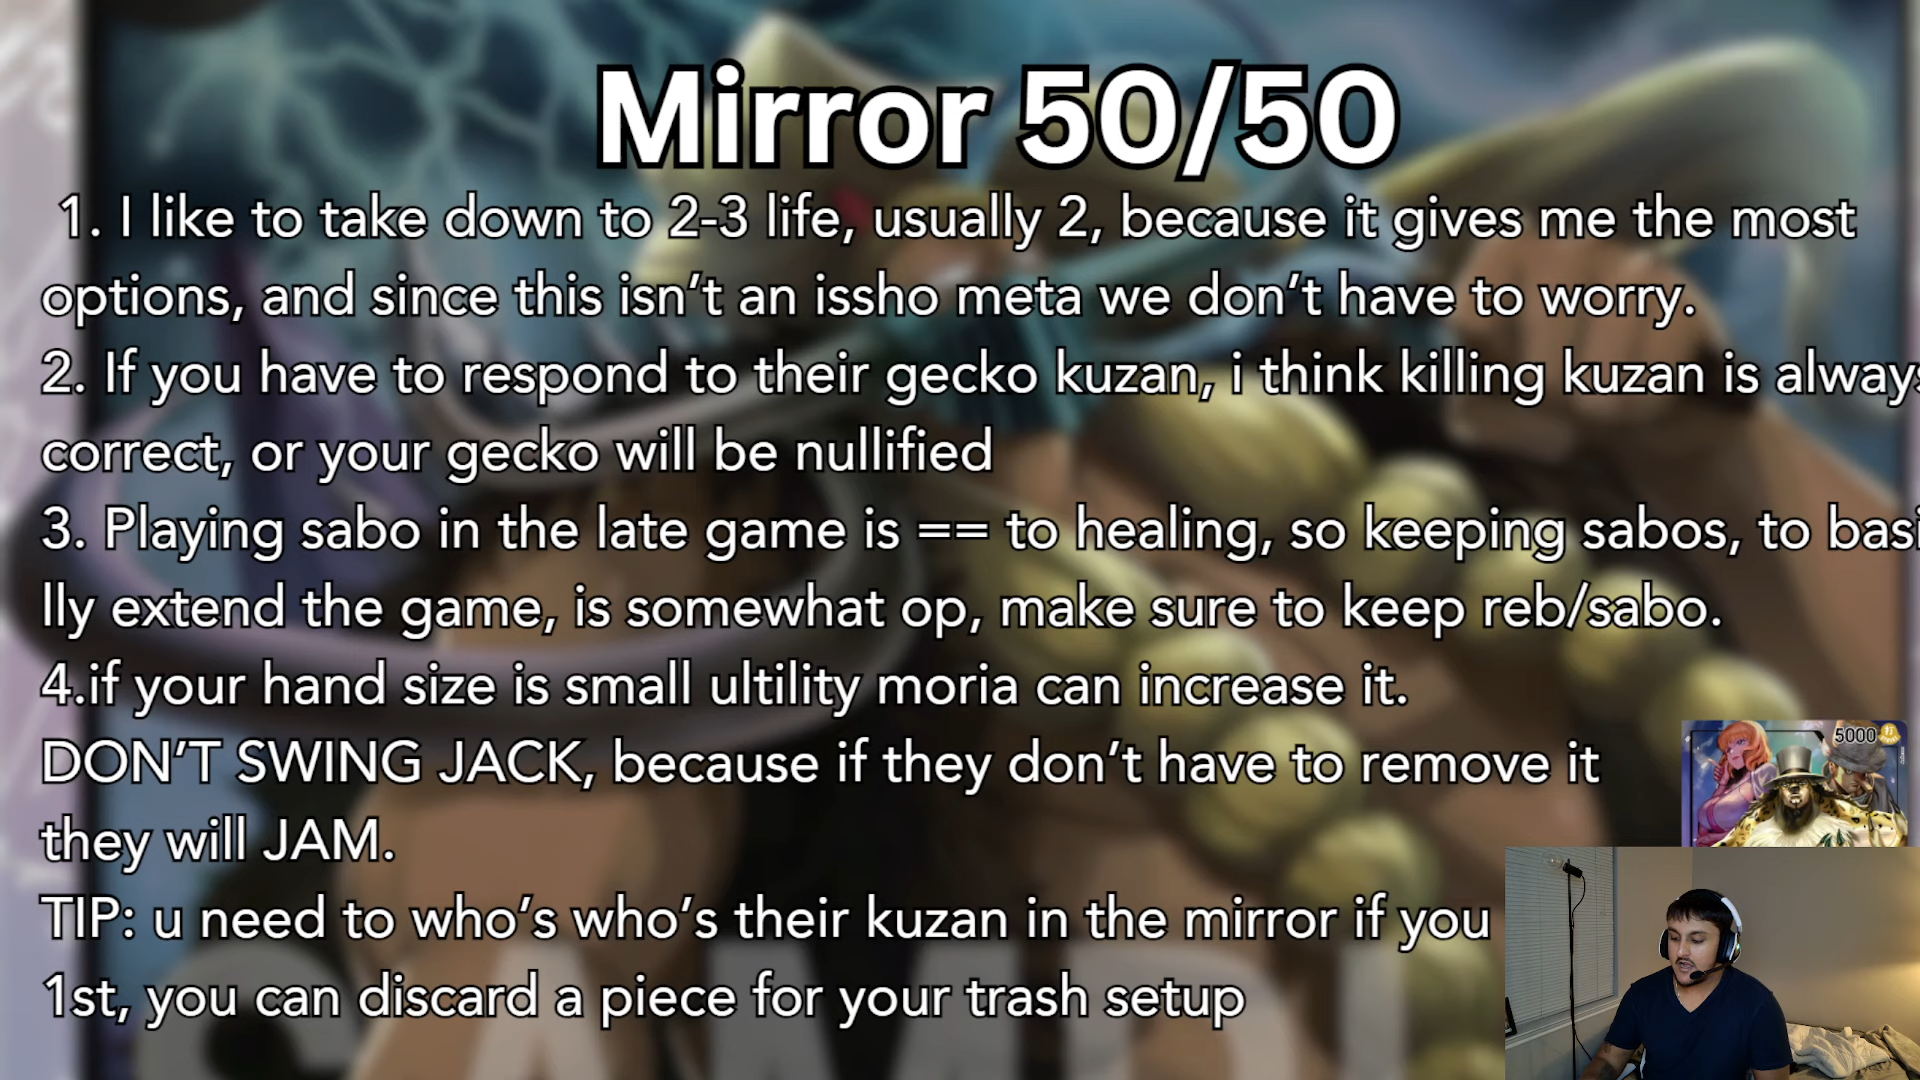 Mirror 50/50
1. I like to take down to 2-3 life, usually 2, because it gives me the most
options, and since this isn’t an issho meta we don’t have to worry.
2. If you have to respond to their gecko kuzan, i think killing kuzan is always
correct, or your gecko will be nullified
3. Playing sabo in the late game is == to healing, so keeping sabos, to basi
lly extend the game, is somewhat op, make sure to keep reb/sabo.
4.if your hand size is small ultility moria can increase it.
DON’T SWING JACK, because if they don’t have to remove it
5000
they will JAM.
TIP: u need to who’s who’s their kuzan in the mirror if you
1st, you can discard a piece for your trash setup